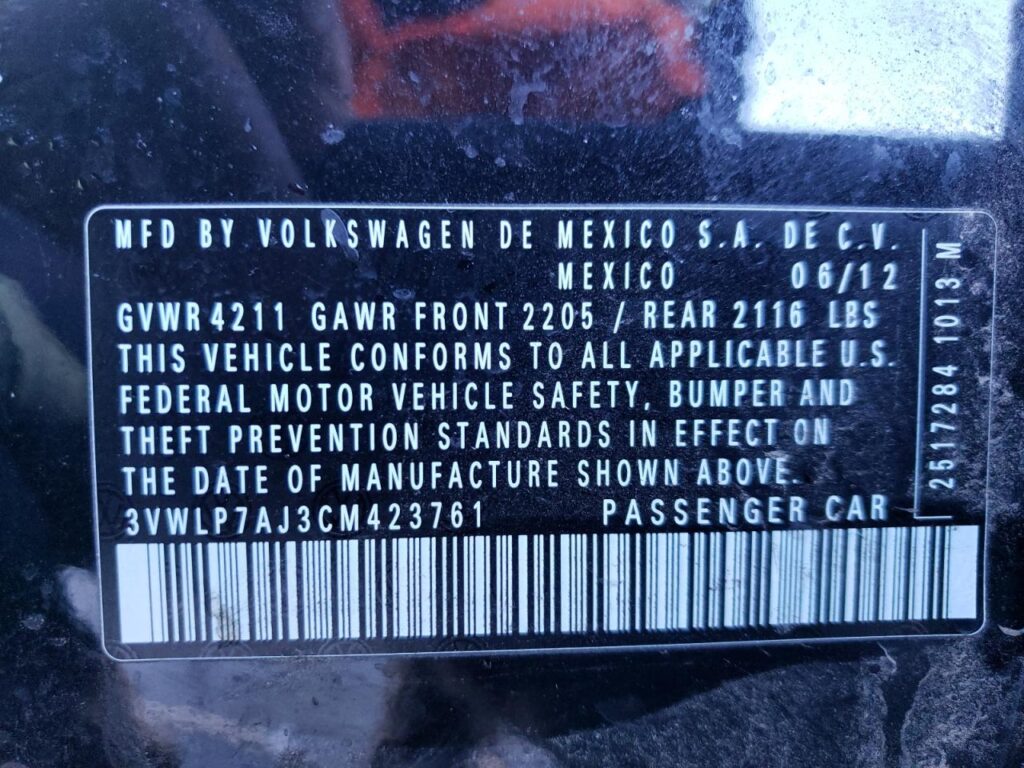 MFD BY VOLKSWAGEN DE MEXICO S.A. DE C.V.
MEXICO 06/12
GVWR4211 GAWR FRONT 2205 / REAR 2116 LBS
THIS VEHICLE CONFORMS TO ALL APPLICABLE U.S.
FEDERAL MOTOR VEHICLE SAFETY, BUMPER AND
THEFT PREVENTION STANDARDS IN EFFECT ON
THE DATE OF MANUFACTURE SHOWN ABOVE.
3VWLP7AJ3CM423761 PASSENGER CAR
2517284 1013 M